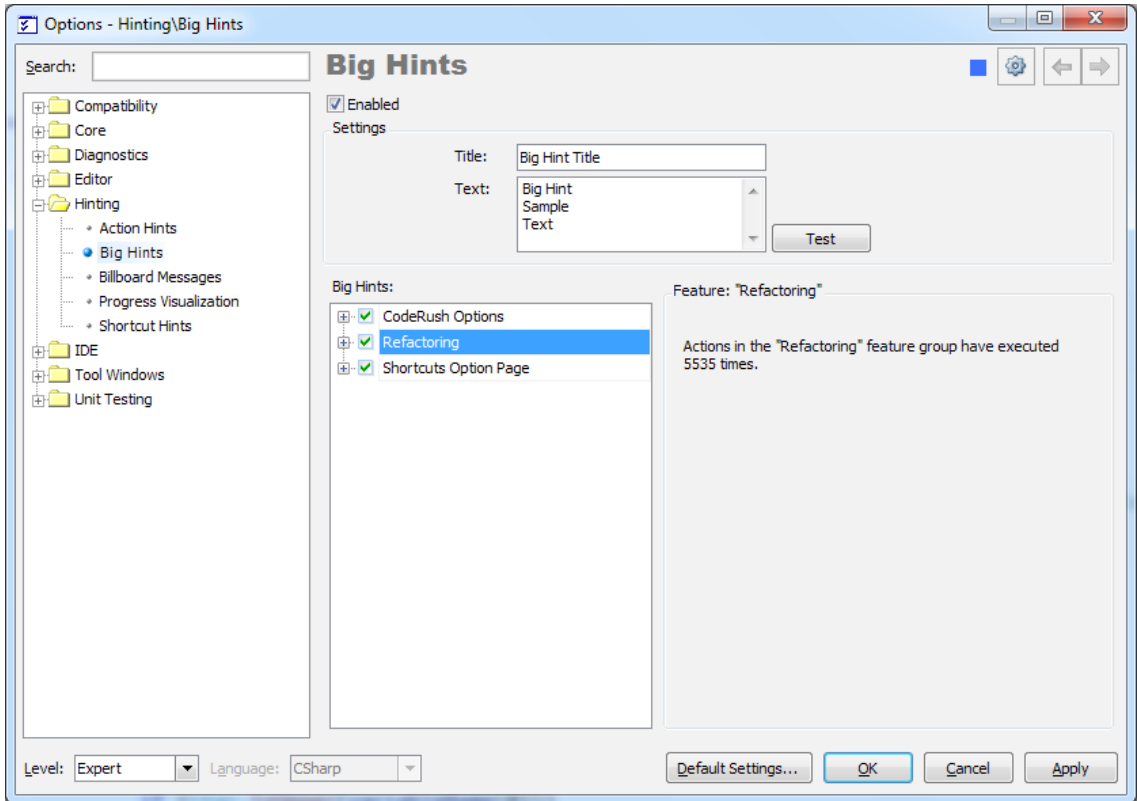 Options - Hinting\Big Hints
Search:
Big Hints
Compatibility
Core
Diagnostics
Editor
Hinting
Action Hints
Big Hints
Billboard Messages
Progress Visualization
Shortcut Hints
IDE
Tool Windows
Unit Testing
Enabled
Settings
Title: Big Hint Title
Text: Big Hint
Sample
Text
Test
Big Hints:
CodeRush Options
Refactoring
Shortcuts Option Page
Feature: "Refactoring"
Actions in the "Refactoring" feature group have executed
5535 times.
Level: Expert Language: CSharp Default Settings... OK Cancel Apply